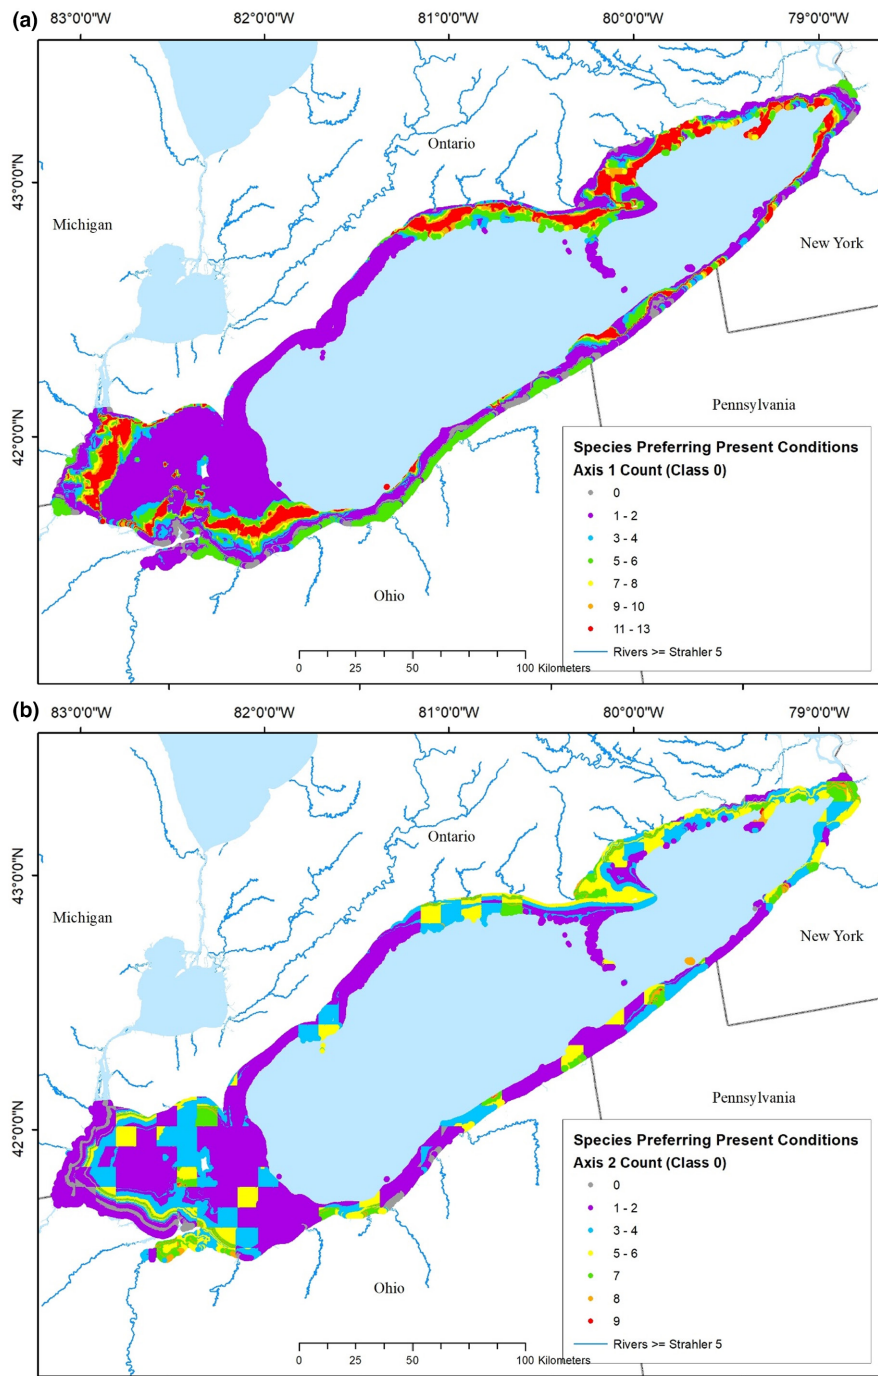 (a)
83°0'0"W 82°0'0"W 81°0'0"W 80°0'0"W 79°0'0"W
43°0'0"N
42°0'0"N
Ontario
Michigan
New York
Pennsylvania
Ohio
Species Preferring Present Conditions
Axis 1 Count (Class 0)
0
1 - 2
3 - 4
5 - 6
7 - 8
9 - 10
11 - 13
Rivers >= Strahler 5
0 25 50 100 Kilometers
(b)
83°0'0"W 82°0'0"W 81°0'0"W 80°0'0"W 79°0'0"W
43°0'0"N
42°0'0"N
Ontario
Michigan
New York
Pennsylvania
Ohio
Species Preferring Present Conditions
Axis 2 Count (Class 0)
0
1 - 2
3 - 4
5 - 6
7
8
9
Rivers >= Strahler 5
0 25 50 100 Kilometers